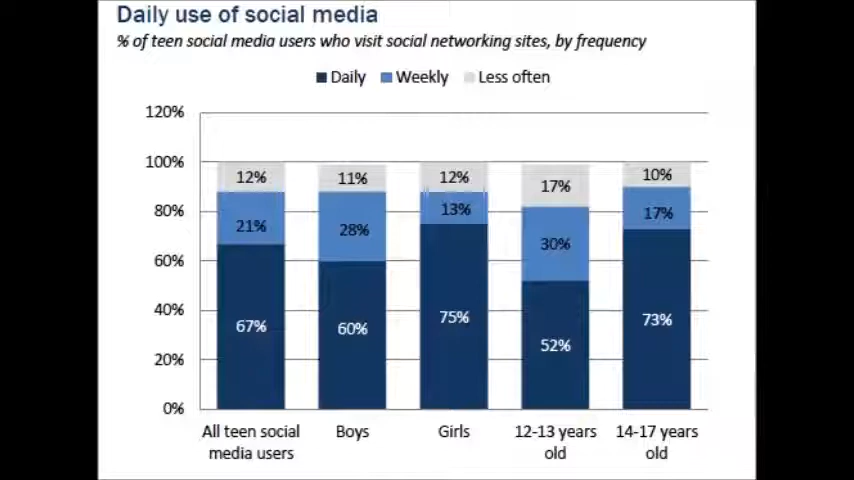 Daily use of social media
% of teen social media users who visit social networking sites, by frequency
Daily Weekly Less often
120%
100%
80%
60%
40%
20%
0%
12% 11% 12% 17% 10%
21% 28% 13% 30% 17%
67% 60% 75% 52% 73%
All teen social media users
Boys
Girls
12-13 years old
14-17 years old